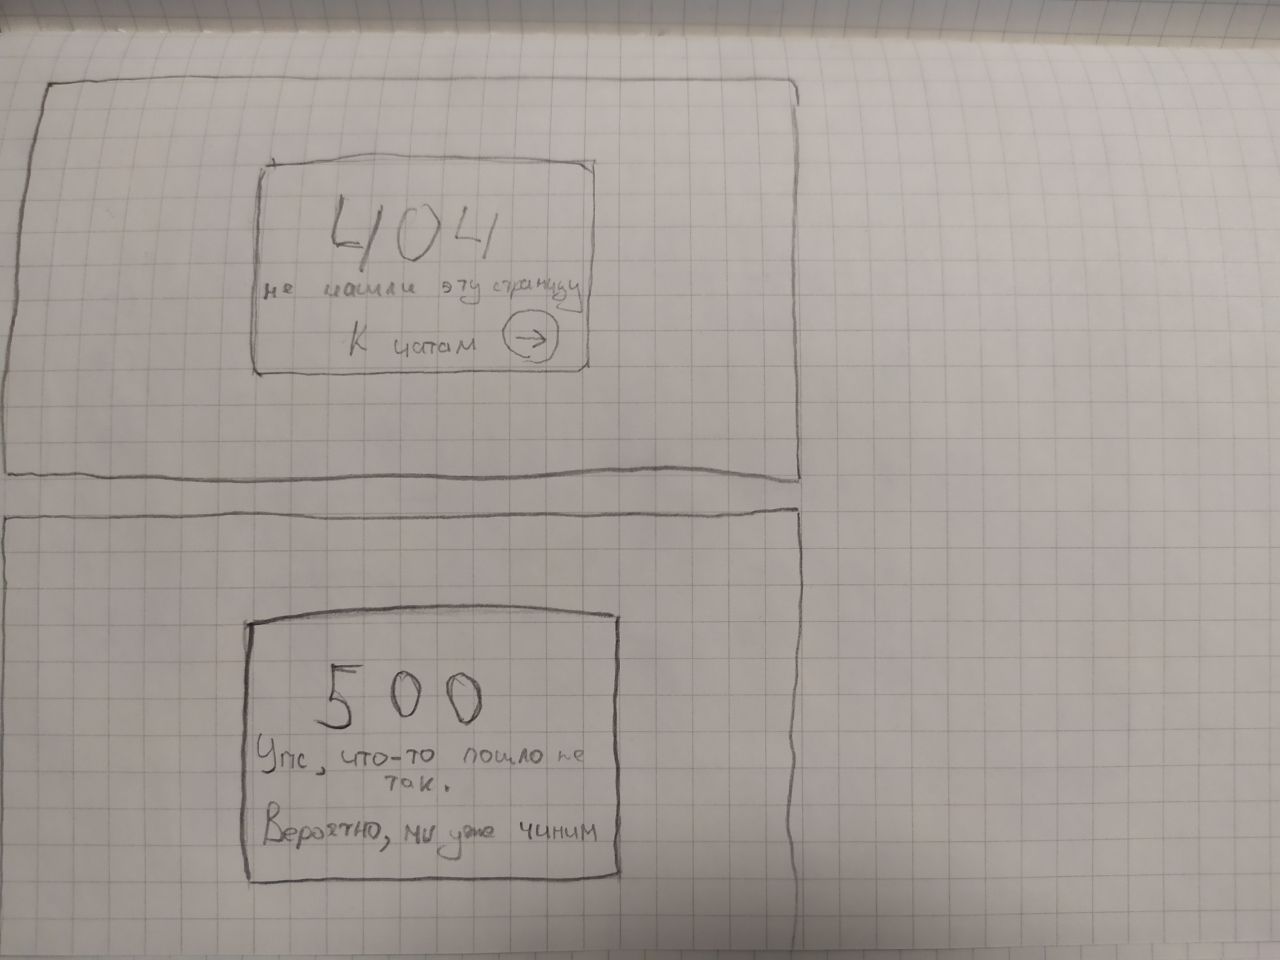 404
не нашли эту страницу
К чатам →
500
Упс, что-то пошло не
так.
Вероятно, мы уже чиним